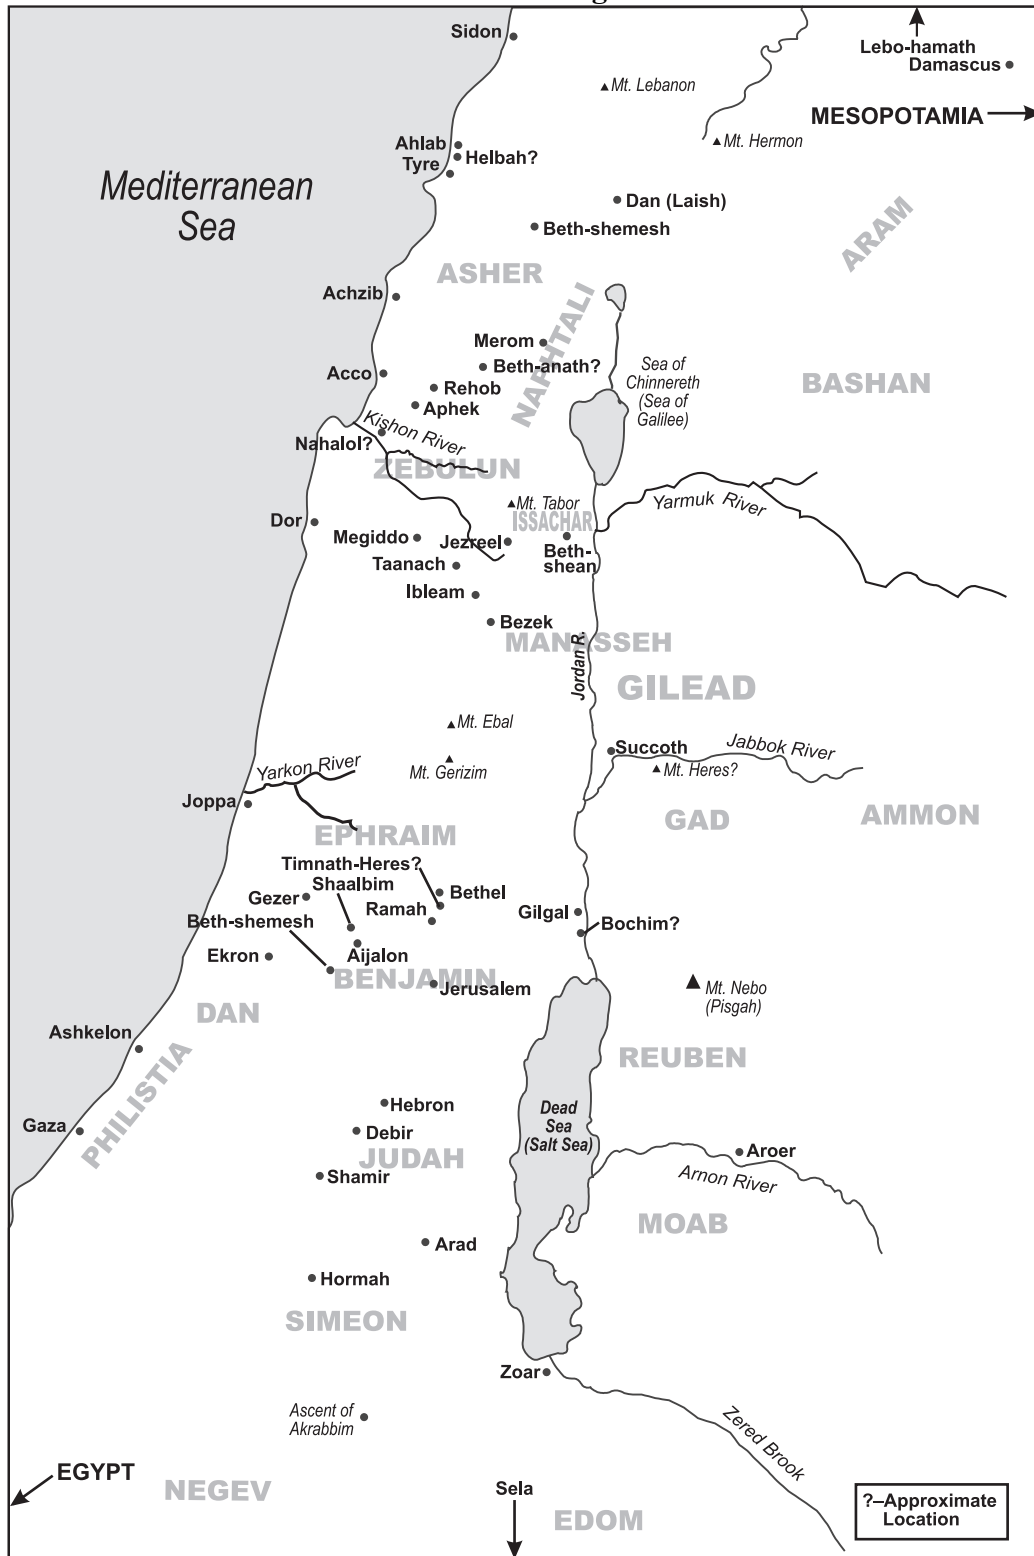 Sidon
Lebo-hamath
Damascus
Mt. Lebanon
MESOPOTAMIA
Mt. Hermon
Ahlab
Tyre
Helbah?
Mediterranean
Sea
Dan (Laish)
Beth-shemesh
ARAM
ASHER
Achzib
NAPHTALI
Merom
Beth-anath?
Sea of
Chinnereth
(Sea of
Galilee)
BASHAN
Acco
Rehob
Aphek
Kishon River
Nahalol?
ZEBULUN
Mt. Tabor
Yarmuk River
ISSACHAR
Dor
Megiddo
Jezreel
Beth-
shean
Taanach
Ibleam
Bezek
MANASSEH
Jordan R.
GILEAD
Mt. Ebal
Mt. Gerizim
Succoth
Jabbok River
Mt. Heres?
Yarkon River
Joppa
GAD
AMMON
EPHRAIM
Timnath-Heres?
Shaalbim
Bethel
Gezer
Ramah
Gilgal
Beth-shemesh
Bochim?
Ekron
Aijalon
BENJAMIN
Jerusalem
Mt. Nebo
(Pisgah)
DAN
Ashkelon
REUBEN
PHILISTIA
Hebron
Dead
Sea
(Salt Sea)
Gaza
Debir
JUDAH
Aroer
Shamir
Arnon River
MOAB
Arad
Hormah
SIMEON
Zoar
Ascent of
Akrabbim
Zered Brook
EGYPT
NEGEV
Sela
EDOM
?–Approximate
Location